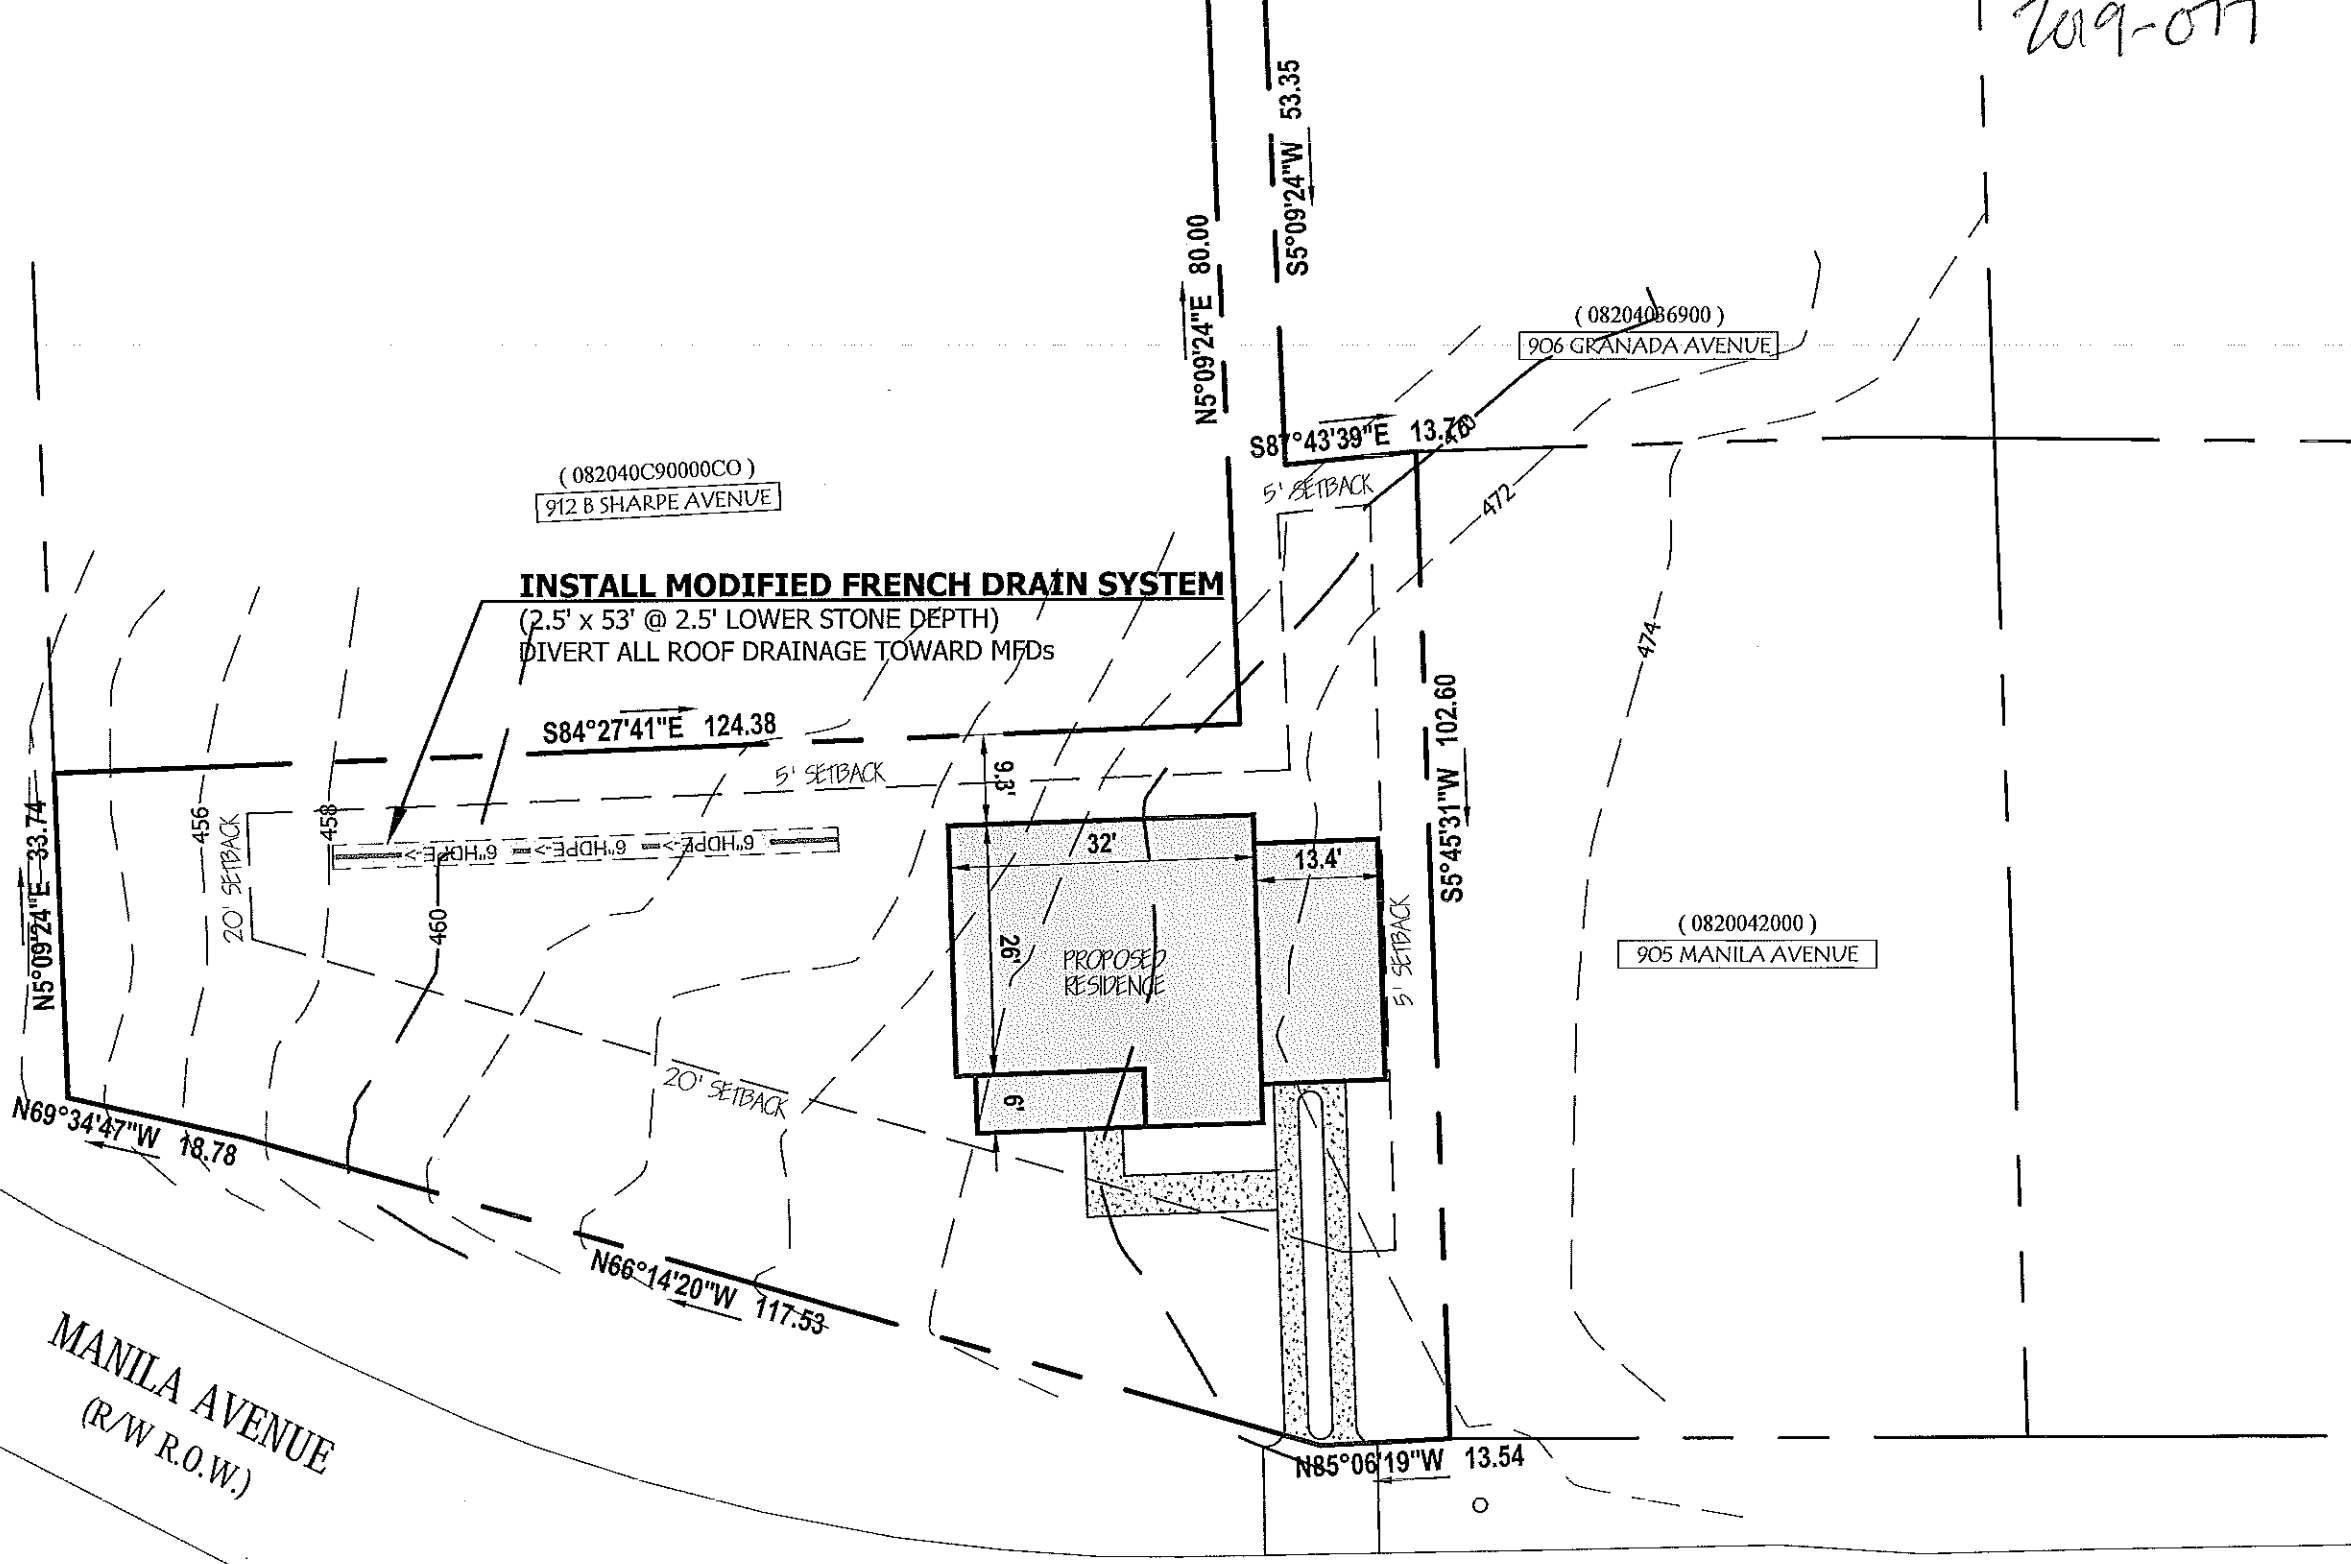 2019-077
S5°09'24"W 53.35
N5°09'24"E 80.00
( 08204036900 )
906 GRANADA AVENUE
S87°43'39"E 13.76
470
5' SETBACK
472
( 082040C90000CO )
912 B SHARPE AVENUE
INSTALL MODIFIED FRENCH DRAIN SYSTEM
(2.5' x 53' @ 2.5' LOWER STONE DEPTH)
DIVERT ALL ROOF DRAINAGE TOWARD MFDs
474
S84°27'41"E 124.38
S5°45'31"W 102.60
5' SETBACK
9.3'
N5°09'24"E 33.74
456
20' SETBACK
458
6"HDPE-> 6"HDPE-> 6"HDPE->
460
32'
13.4'
26'
PROPOSED
RESIDENCE
5' SETBACK
( 0820042000 )
905 MANILA AVENUE
20' SETBACK
6'
N69°34'47"W 18.78
N66°14'20"W 117.53
MANILA AVENUE
(R/W R.O.W.)
N85°06'19"W 13.54